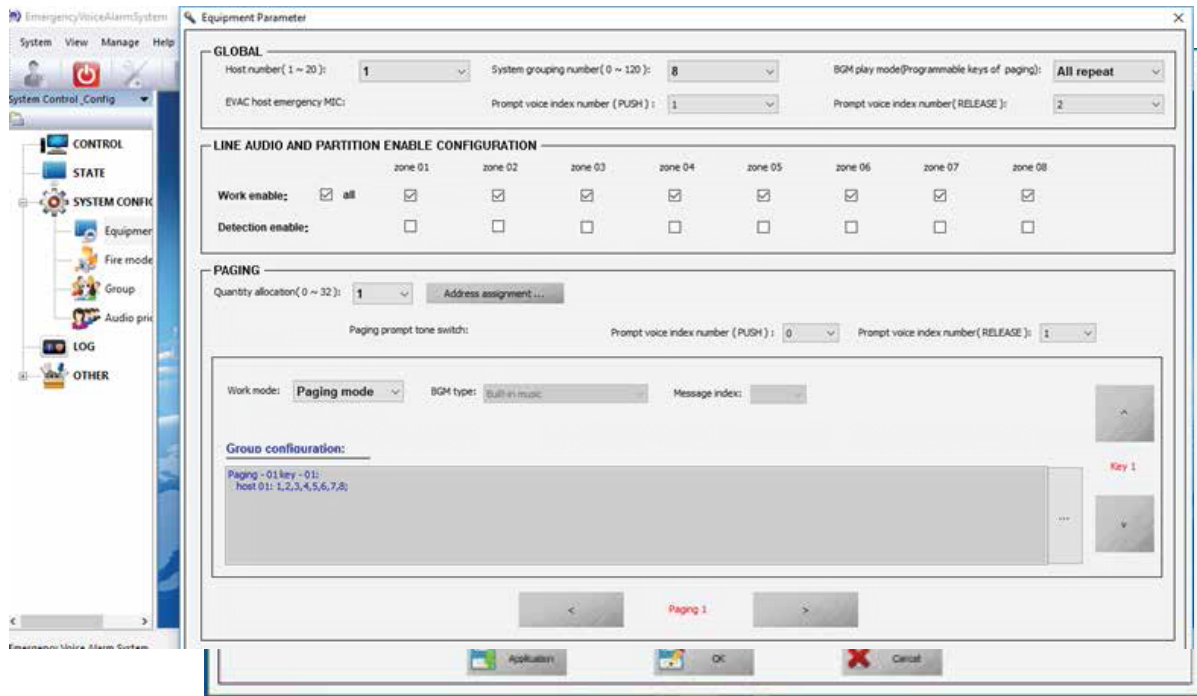 EmergencyVoiceAlarmSystem
System View Manage Help
System Control_Config
CONTROL
STATE
SYSTEM CONFIG
Equipmer
Fire mode
Group
Audio pric
LOG
OTHER
Emergency Voice Alarm System
Equipment Parameter
GLOBAL
Host number( 1 ~ 20 ): 1 System grouping number( 0 ~ 120 ): 8 BGM play mode(Programmable keys of paging): All repeat
EVAC host emergency MIC: Prompt voice index number ( PUSH ) : 1 Prompt voice index number( RELEASE ): 2
LINE AUDIO AND PARTITION ENABLE CONFIGURATION
zone 01 zone 02 zone 03 zone 04 zone 05 zone 06 zone 07 zone 08
Work enable: all
Detection enable:
PAGING
Quantity allocation( 0 ~ 32 ): 1 Address assignment ...
Paging prompt tone switch: Prompt voice index number ( PUSH ) : 0 Prompt voice index number( RELEASE ): 1
Work mode: Paging mode BGM type: Built-in music Message index:
^
Group configuration:
Paging - 01 key - 01:
host 01: 1,2,3,4,5,6,7,8;
Key 1
...
v
< Paging 1 >
Application OK Cancel